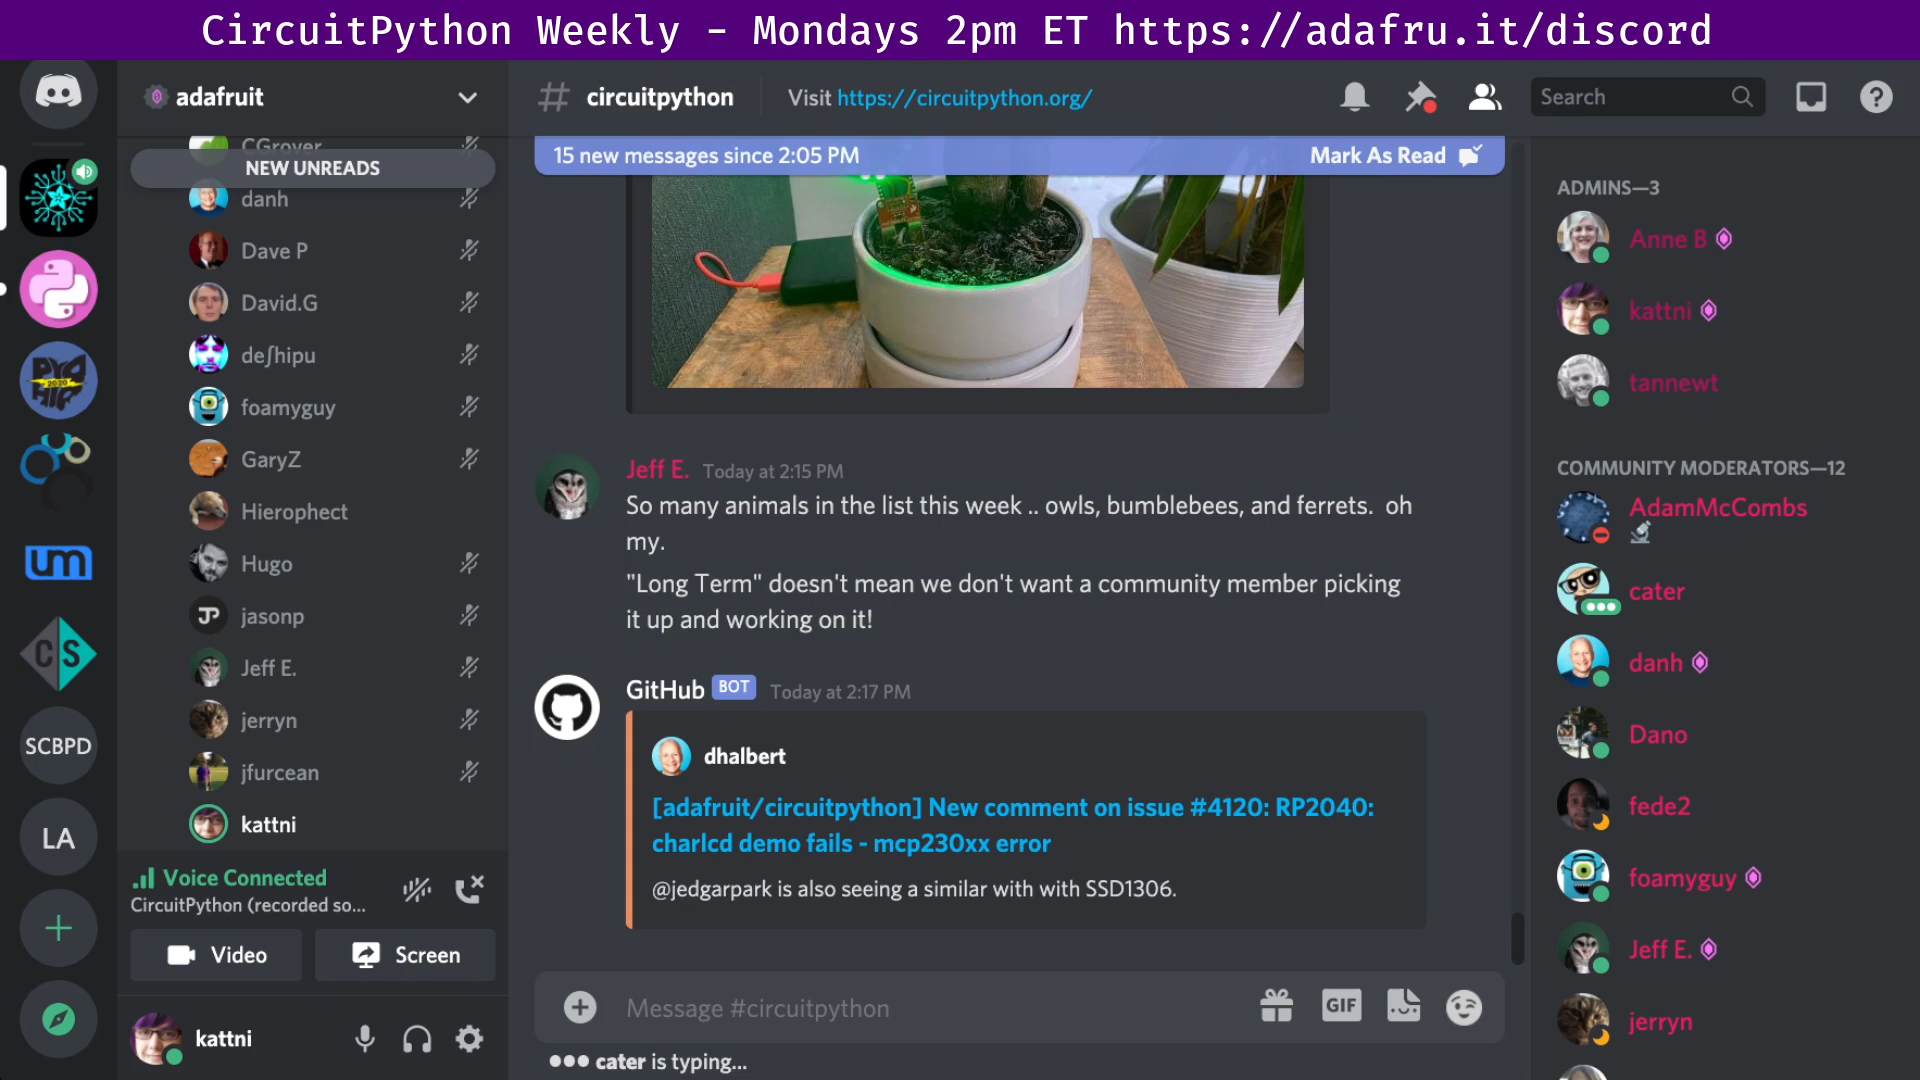 CircuitPython Weekly – Mondays 2pm ET https://adafru.it/discord
adafruit
CGrover
NEW UNREADS
danh
Dave P
David.G
deʃhipu
foamyguy
GaryZ
Hierophect
Hugo
jasonp
Jeff E.
jerryn
jfurcean
kattni
Voice Connected
CircuitPython (recorded so...
Video
Screen
kattni
PYO
2020
um
CS
SCBPD
LA
JP
circuitpython
Visit https://circuitpython.org/
Search
15 new messages since 2:05 PM
Mark As Read
Jeff E. Today at 2:15 PM
So many animals in the list this week .. owls, bumblebees, and ferrets. oh
my.
"Long Term" doesn't mean we don't want a community member picking
it up and working on it!
GitHub BOT Today at 2:17 PM
dhalbert
[adafruit/circuitpython] New comment on issue #4120: RP2040:
charlcd demo fails - mcp230xx error
@jedgarpark is also seeing a similar with with SSD1306.
Message #circuitpython
GIF
cater is typing...
ADMINS—3
Anne B
kattni
tannewt
COMMUNITY MODERATORS—12
AdamMcCombs
cater
danh
Dano
fede2
foamyguy
Jeff E.
jerryn